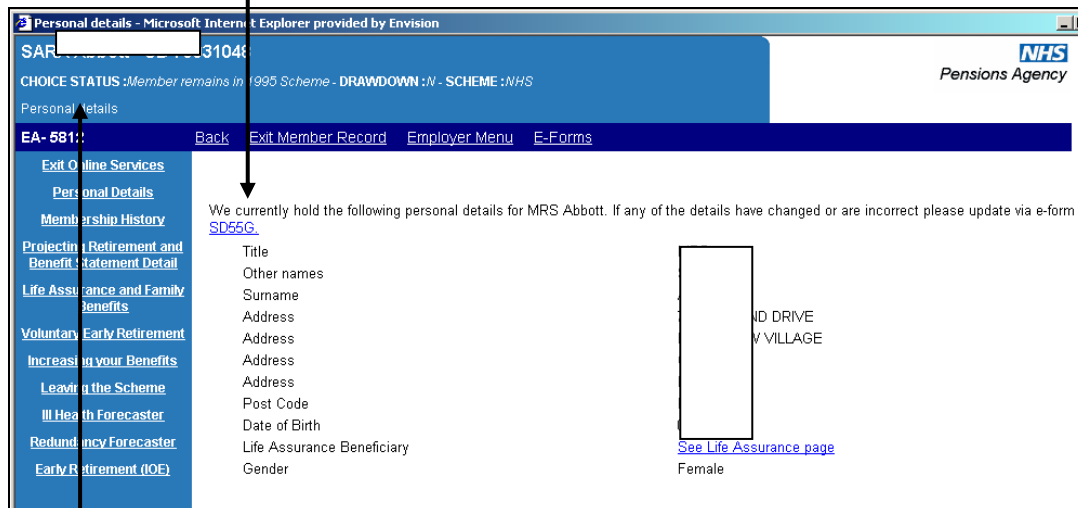 Personal details - Microsoft Internet Explorer provided by Envision
NHS
Pensions Agency
CHOICE STATUS :Member remains in 1995 Scheme - DRAWDOWN :N - SCHEME :NHS
Personal details
EA- 5812 Back Exit Member Record Employer Menu E-Forms
Exit Online Services
Personal Details
Membership History
Projecting Retirement and
Benefit Statement Detail
Life Assurance and Family
Benefits
Voluntary Early Retirement
Increasing your Benefits
Leaving the Scheme
Ill Health Forecaster
Redundancy Forecaster
Early Retirement (IOE)
We currently hold the following personal details for MRS Abbott. If any of the details have changed or are incorrect please update via e-form
SD55G.
Title
Other names
Surname
Address DRIVE
Address VILLAGE
Address
Address
Post Code
Date of Birth
Life Assurance Beneficiary See Life Assurance page
Gender Female